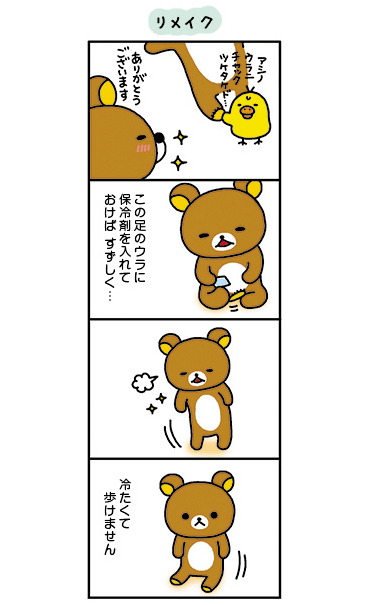 リメイク
アシノ
ウラニ
チャック
ツケタケド…
ありがとう
ございます
この足のウラに
保冷剤を入れて
おけば すずしく…
冷たくて
歩けません